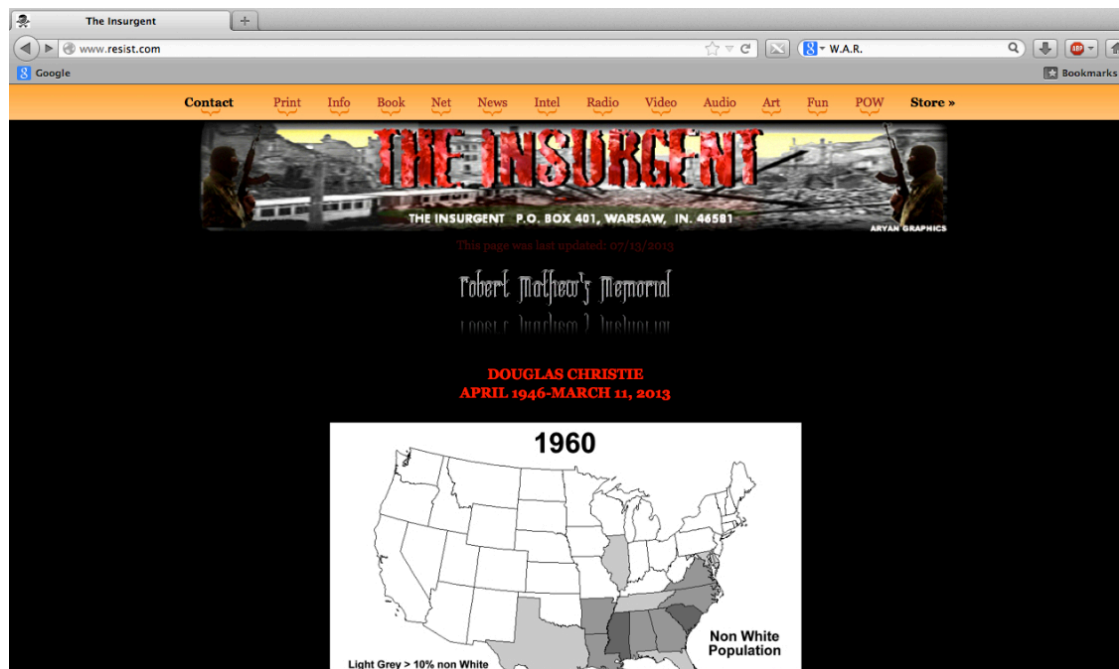 The Insurgent
www.resist.com
W.A.R.
Google
Bookmarks
Contact Print Info Book Net News Intel Radio Video Audio Art Fun POW Store »
THE INSURGENT
THE INSURGENT P.O. BOX 401, WARSAW, IN. 46581
ARYAN GRAPHICS
This page was last updated: 07/13/2013
Robert Mathew's Memorial
DOUGLAS CHRISTIE
APRIL 1946-MARCH 11, 2013
1960
Non White
Population
Light Grey > 10% non White